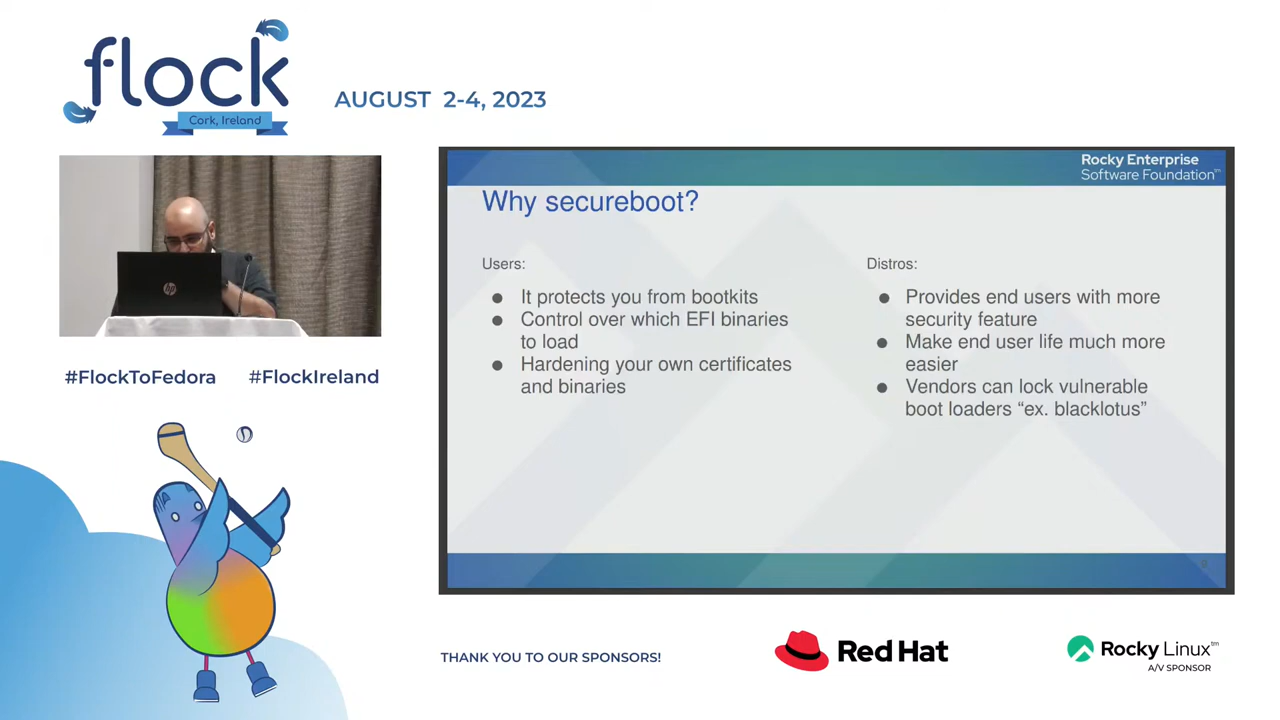 flock
Cork, Ireland
AUGUST 2-4, 2023
Rocky Enterprise
Software Foundation™
Why secureboot?
Users:
● It protects you from bootkits
● Control over which EFI binaries
to load
● Hardening your own certificates
and binaries
Distros:
● Provides end users with more
security feature
● Make end user life much more
easier
● Vendors can lock vulnerable
boot loaders “ex. blacklotus”
hp
#FlockToFedora #FlockIreland
THANK YOU TO OUR SPONSORS!
Red Hat
Rocky Linux™
A/V SPONSOR